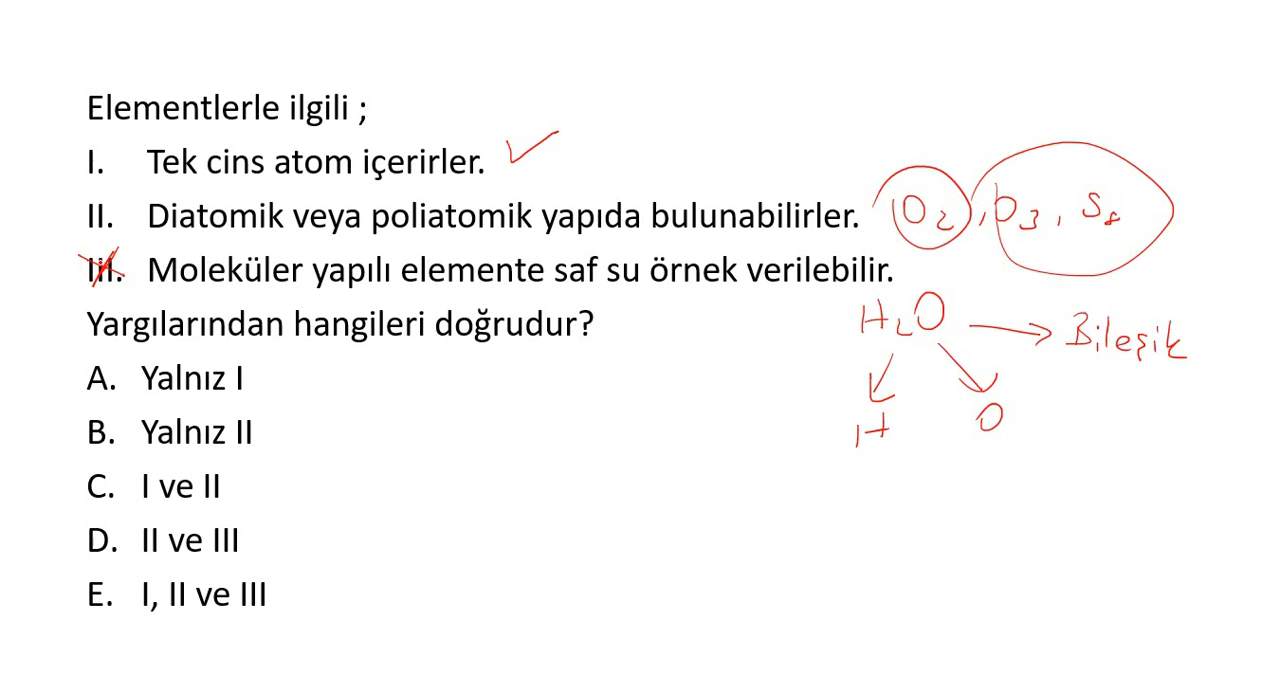 Elementlerle ilgili ;
I. Tek cins atom içerirler.
II. Diatomik veya poliatomik yapıda bulunabilirler. O2, O3, S8
III. Moleküler yapılı elemente saf su örnek verilebilir.
H2O → Bileşik
Yargılarından hangileri doğrudur?
A. Yalnız I
H O
B. Yalnız II
C. I ve II
D. II ve III
E. I, II ve III